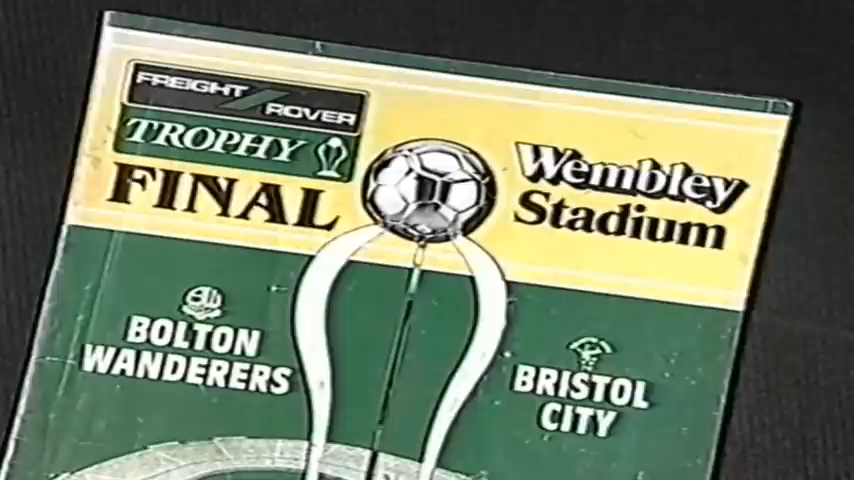 FREIGHT ROVER
TROPHY
FINAL
Wembley
Stadium
BOLTON
WANDERERS
BRISTOL
CITY